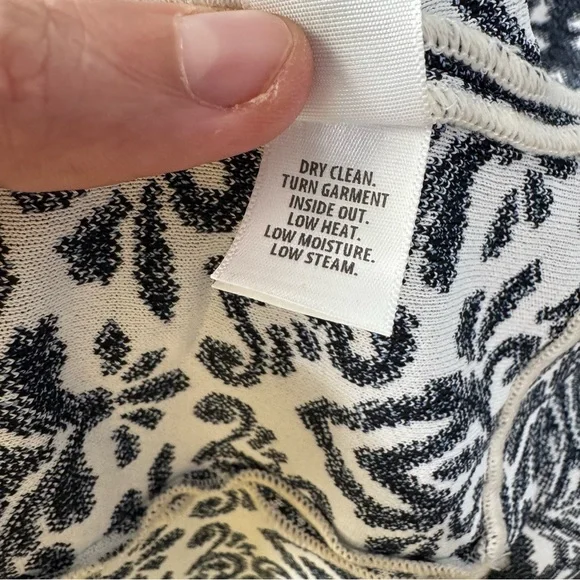 DRY CLEAN.
TURN GARMENT
INSIDE OUT.
LOW HEAT.
LOW MOISTURE.
LOW STEAM.